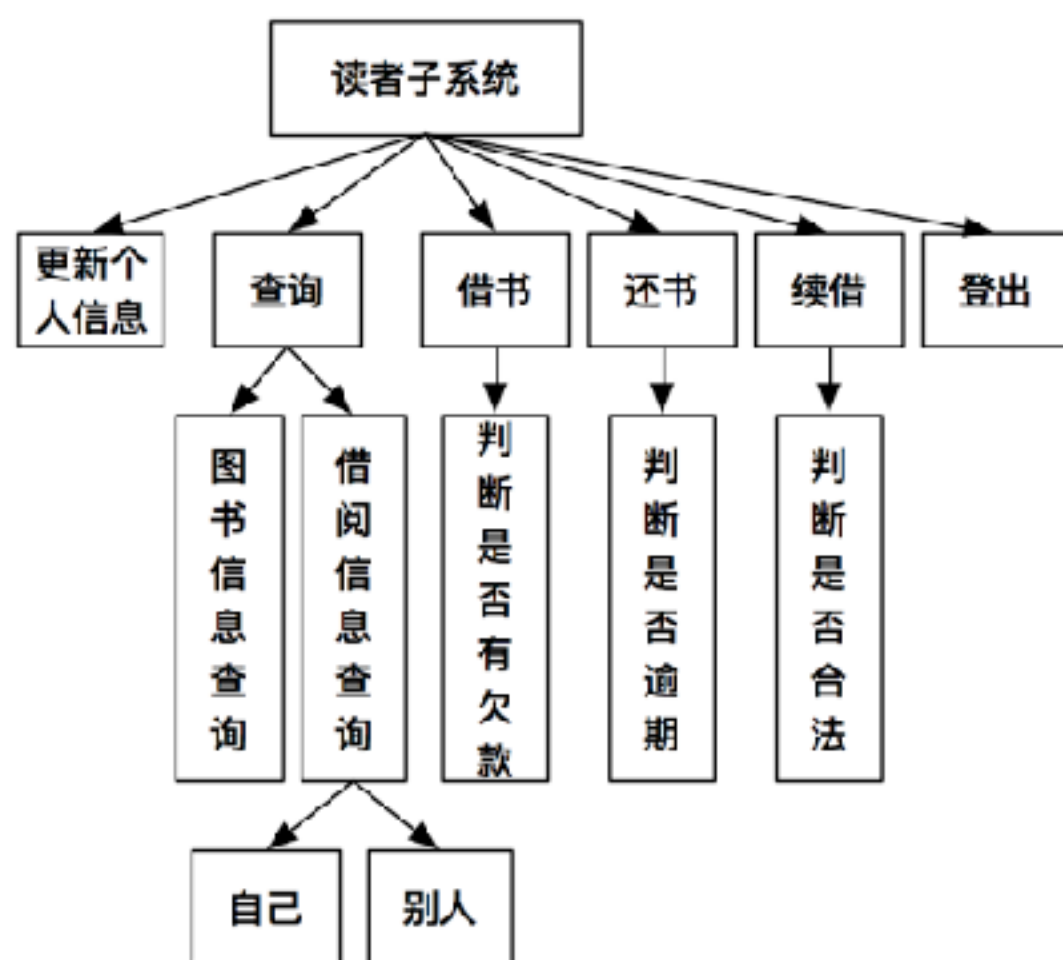 读者子系统
更新个
人信息
查询
借书
还书
续借
登出
图书信息查询
借阅信息查询
判断是否有欠款
判断是否逾期
判断是否合法
自己
别人